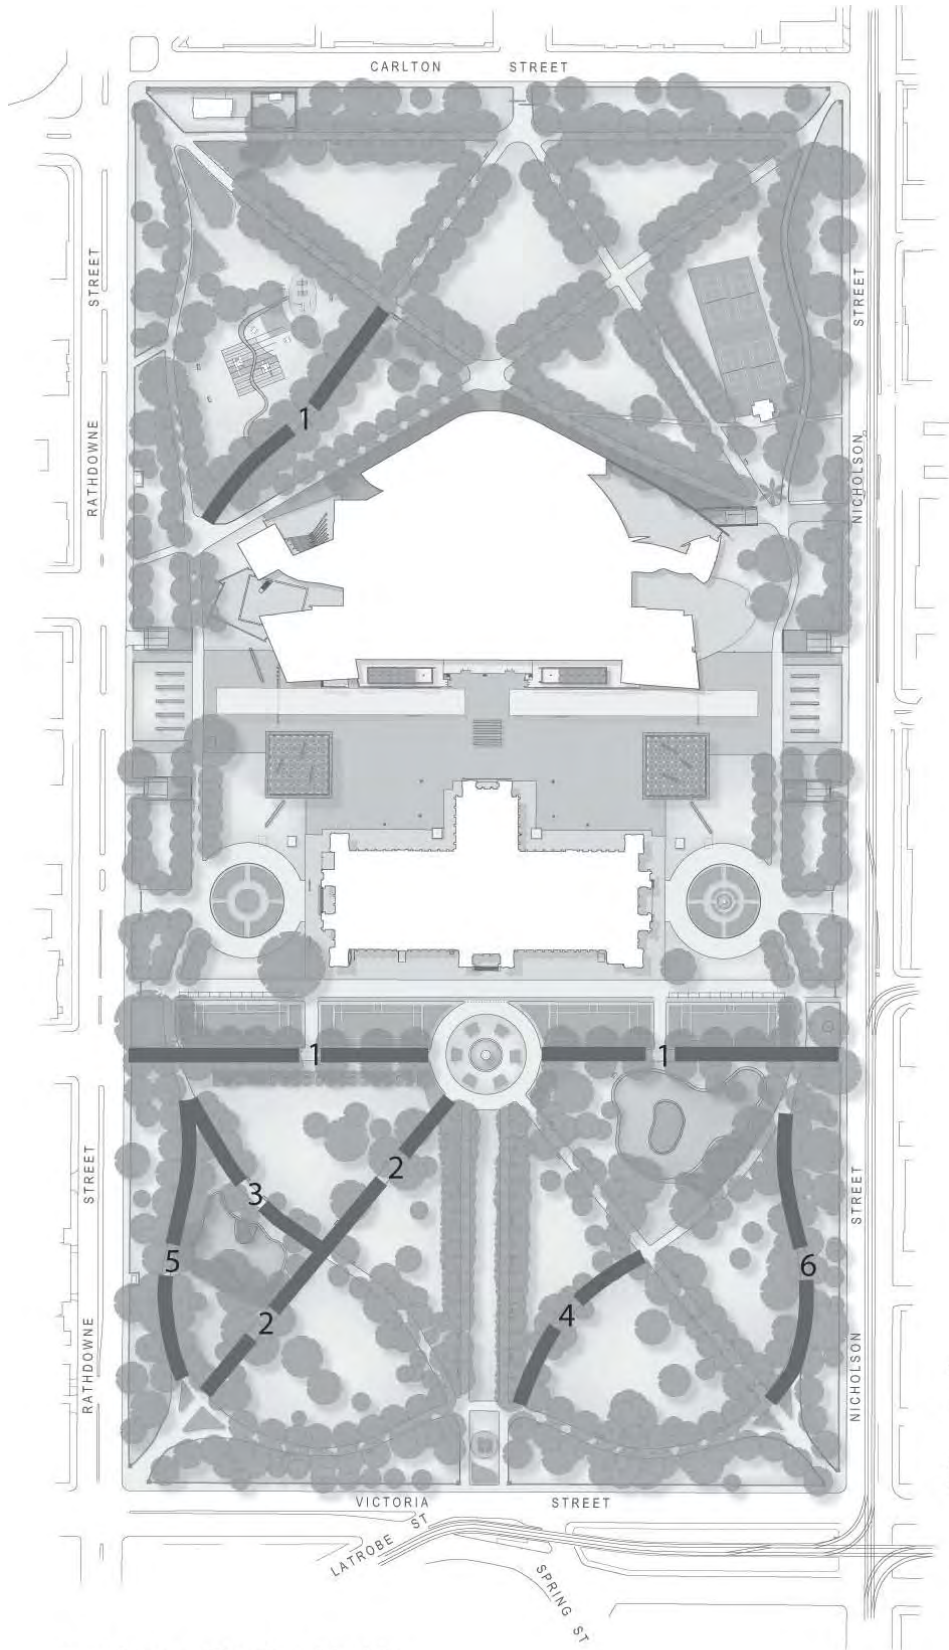 CARLTON STREET
STREET
STREET
1
RATHDOWNE
NICHOLSON
1
1
2
STREET
STREET
3
5
6
4
2
RATHDOWNE
NICHOLSON
VICTORIA STREET
LATROBE ST
SPRING ST